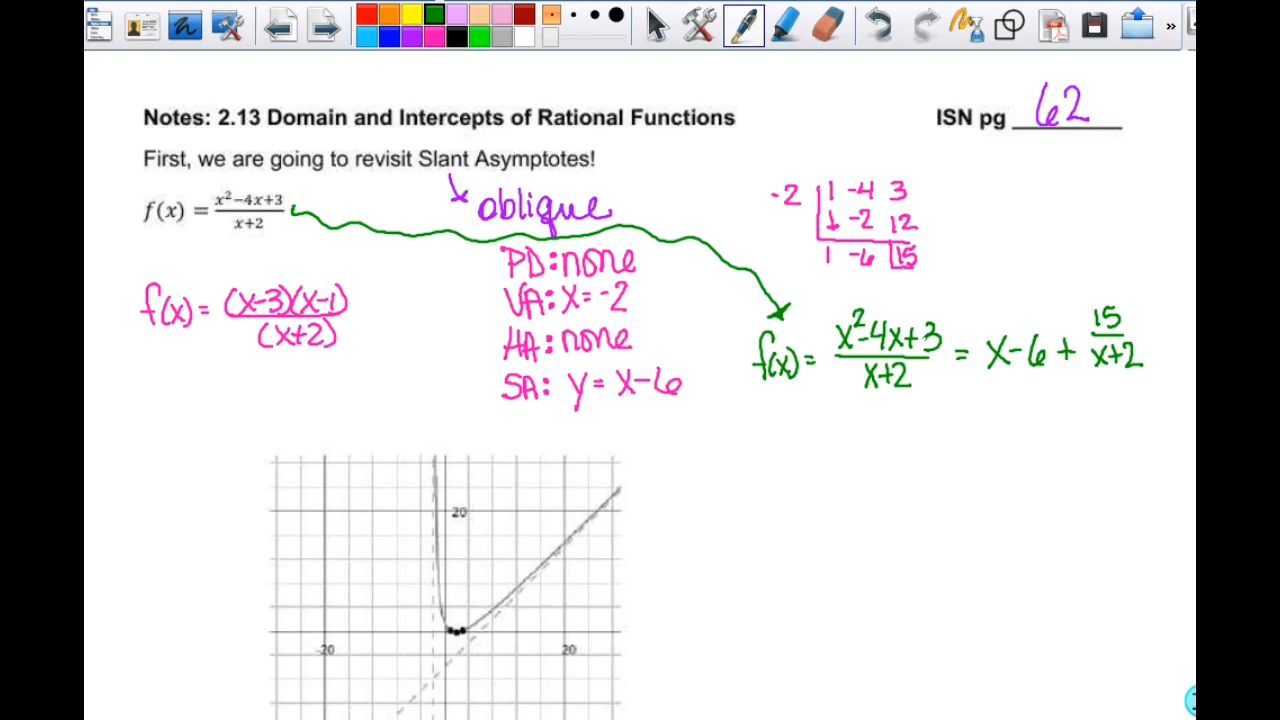 Notes: 2.13 Domain and Intercepts of Rational Functions ISN pg 62
First, we are going to revisit Slant Asymptotes!
f(x) = x²−4x+3 / x+2
oblique
-2 | 1 -4 3
↓ -2 12
1 -6 |15
f(x) = (x-3)(x-1) / (x+2)
PD: none
VA: x = -2
HA: none
SA: y = x-6
f(x) = x²-4x+3 / x+2 = x-6 + 15 / x+2
20
-20
20